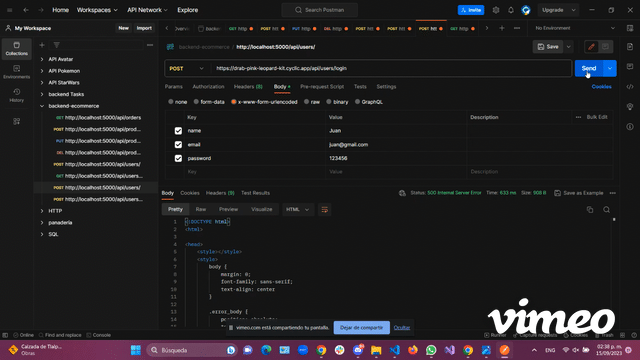 Home Workspaces API Network Explore
Search Postman
Invite
Upgrade
My Workspace
New Import
No Environment
Collections
Environments
History
API Avatar
API Pokemon
API StarWars
backend Tasks
backend-ecommerce
GET http://localhost:5000/api/orders
POST http://localhost:5000/api/prod...
PUT http://localhost:5000/api/prod...
DEL http://localhost:5000/api/prod...
POST http://localhost:5000/api/users/
GET http://localhost:5000/api/users...
POST http://localhost:5000/api/users/
POST http://localhost:5000/api/users...
HTTP
panaderia
SQL
backend-ecommerce / http://localhost:5000/api/users/
Save
POST https://drab-pink-leopard-kit.cyclic.app/api/users/login
Send
Params Authorization Headers (8) Body Pre-request Script Tests Settings
Cookies
none form-data x-www-form-urlencoded raw binary GraphQL
Key Value Description Bulk Edit
name Juan
email juan@gmail.com
password 123456
Key Value Description
Body Cookies Headers (9) Test Results
Status: 500 Internal Server Error Time: 633 ms Size: 908 B Save as Example
Pretty Raw Preview Visualize HTML
1 <!DOCTYPE html>
2 <html>
3
4 <head>
5 <style></style>
6 <style>
7 body {
8 margin: 0;
9 font-family: sans-serif;
10 text-align: center
11 }
12
13 .error_body {
vimeo.com está compartiendo tu pantalla.
Dejar de compartir
Ocultar
vimeo
Online Find and replace Console
Runner Capture requests Cookies
Calzada de Tlalp...
Obras
Búsqueda
ENG
02:38 p. m.
15/09/2023